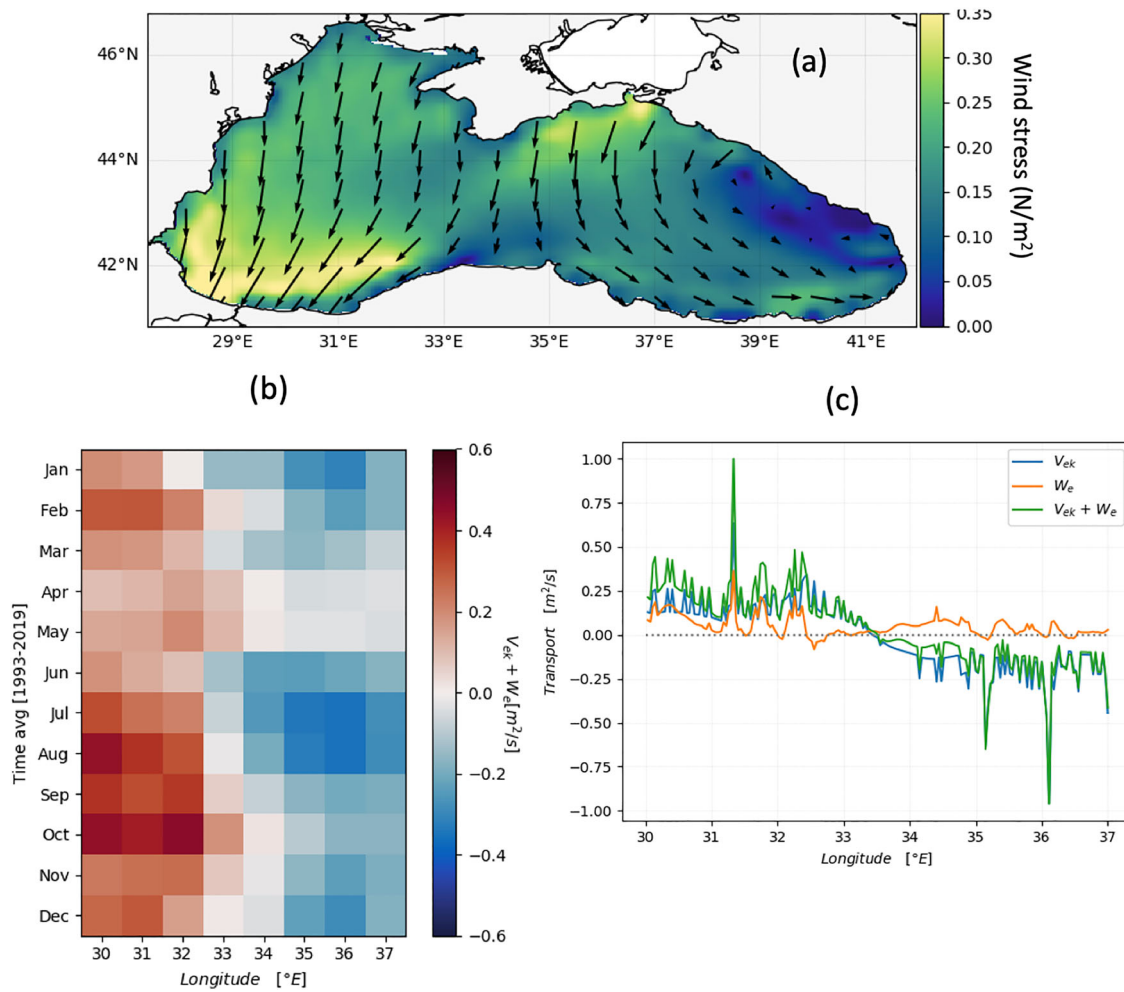 (a)
46°N
44°N
42°N
29°E 31°E 33°E 35°E 37°E 39°E 41°E
0.35
0.30
0.25
0.20
0.15
0.10
0.05
0.00
Wind stress (N/m²)
(b)
Time avg [1993-2019]
Jan
Feb
Mar
Apr
May
Jun
Jul
Aug
Sep
Oct
Nov
Dec
30 31 32 33 34 35 36 37
Longitude [°E]
0.6
0.4
0.2
0.0
−0.2
−0.4
−0.6
V_ek + W_e[m²/s]
(c)
Transport [m²/s]
1.00
0.75
0.50
0.25
0.00
−0.25
−0.50
−0.75
−1.00
V_ek
W_e
V_ek + W_e
30 31 32 33 34 35 36 37
Longitude [°E]